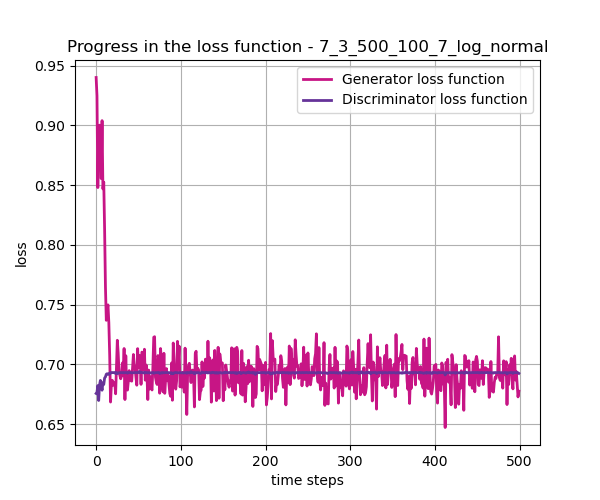 Progress in the loss function - 7_3_500_100_7_log_normal
Generator loss function
Discriminator loss function
0.95
0.90
0.85
0.80
0.75
0.70
0.65
loss
0 100 200 300 400 500
time steps